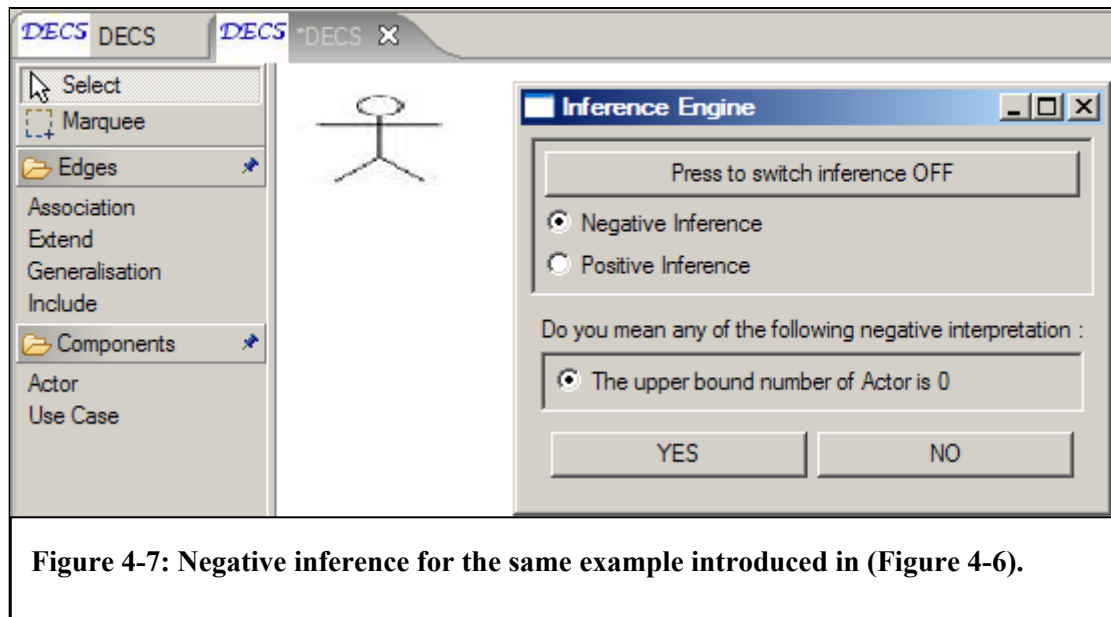 DECS DECS
DECS *DECS
Select
Marquee
Edges
Association
Extend
Generalisation
Include
Components
Actor
Use Case
Inference Engine
Press to switch inference OFF
Negative Inference
Positive Inference
Do you mean any of the following negative interpretation :
The upper bound number of Actor is 0
YES
NO
Figure 4-7: Negative inference for the same example introduced in (Figure 4-6).